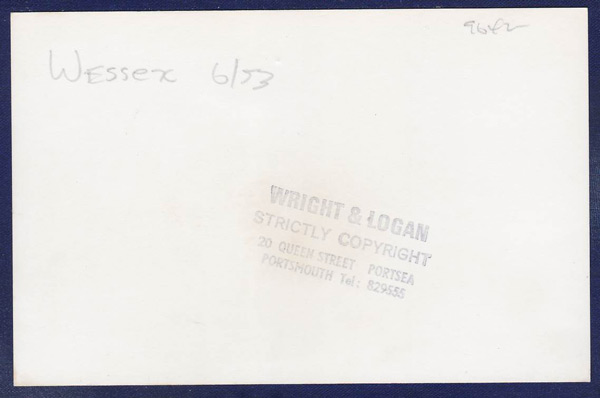 9642
Wessex 6/53
WRIGHT & LOGAN
STRICTLY COPYRIGHT
20 QUEEN STREET PORTSEA
PORTSMOUTH Tel: 829555